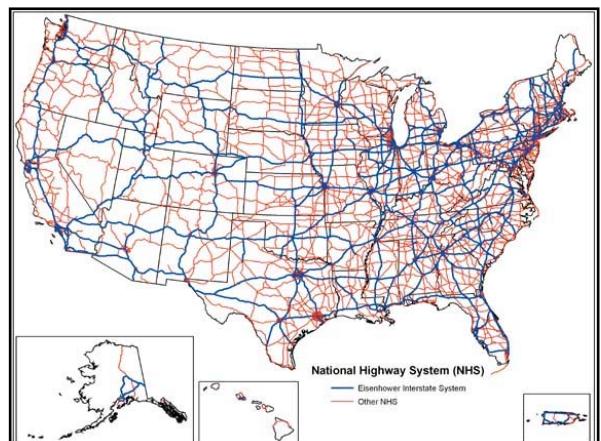 National Highway System (NHS)
Eisenhower Interstate System
Other NHS